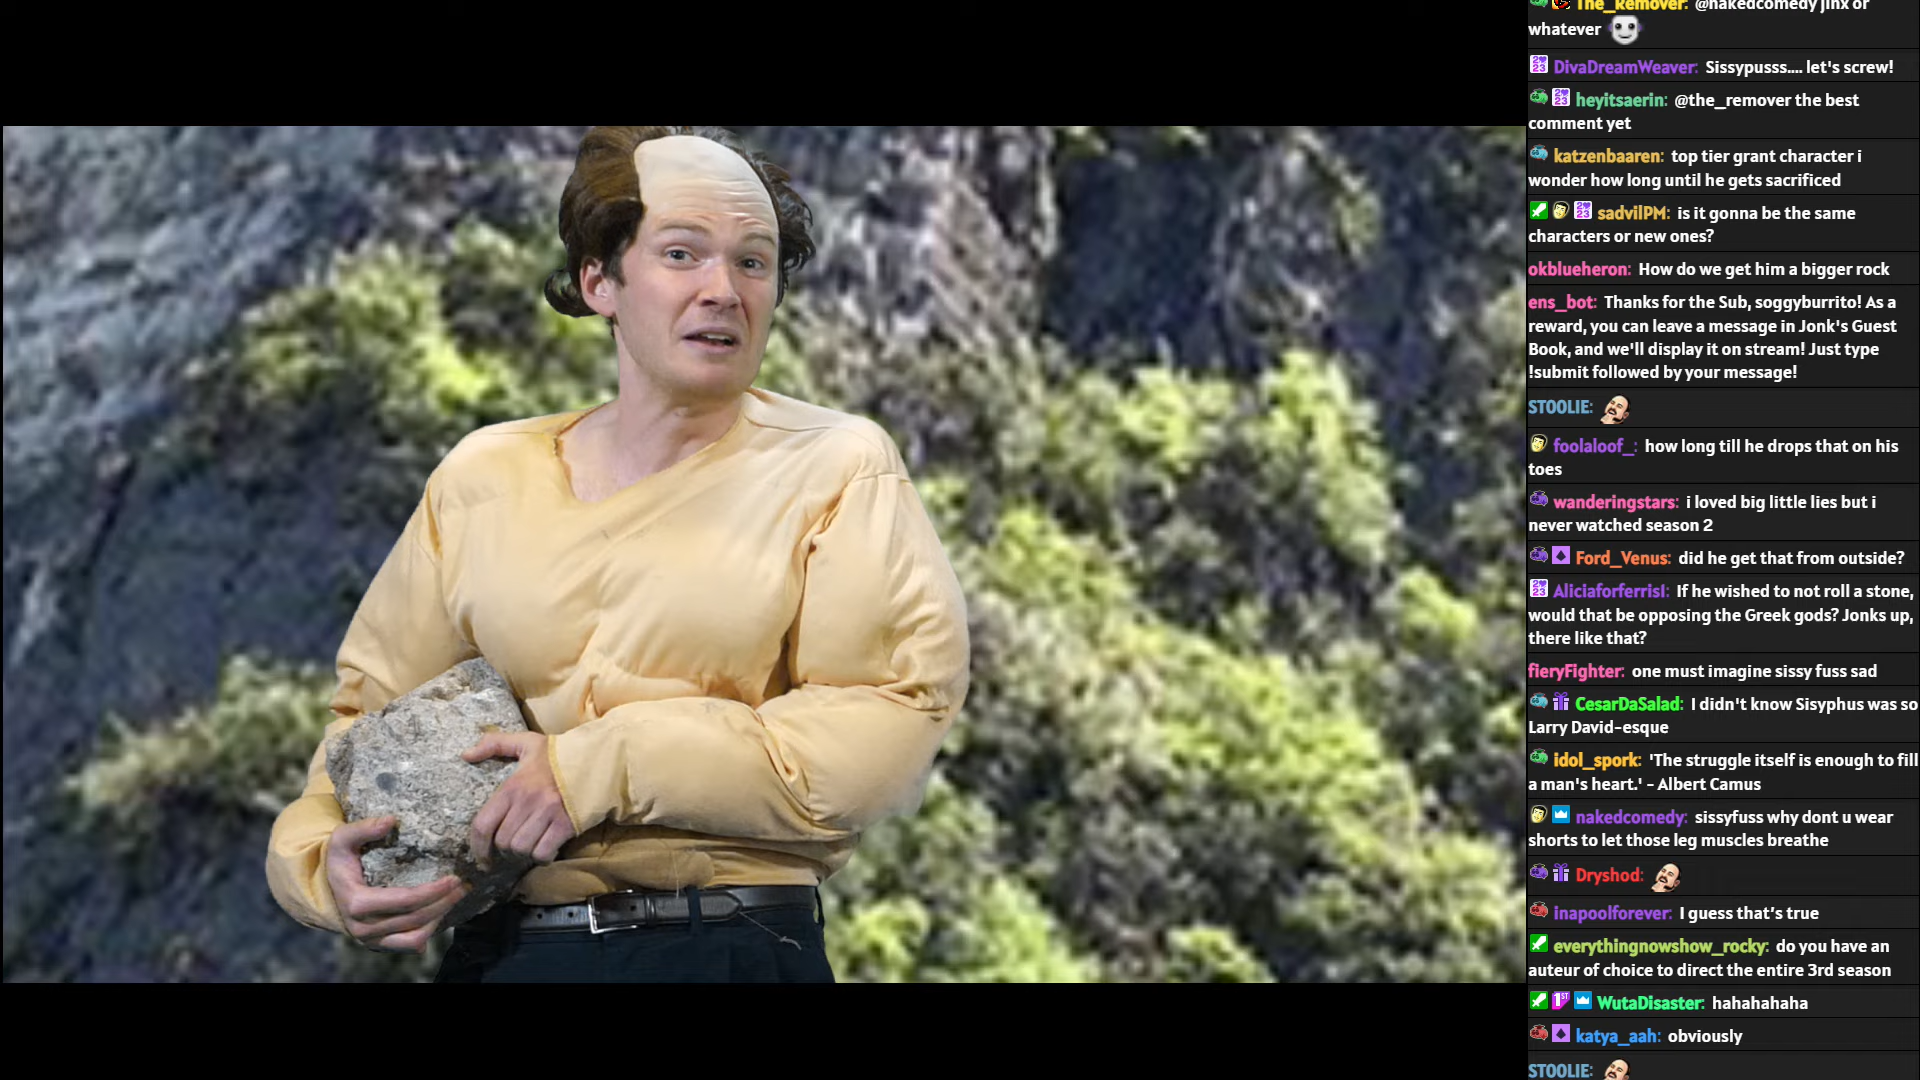 The_Remover: @nakedcomedy jinx or
whatever
DivaDreamWeaver: Sissypusss.... let's screw!
heyitsaerin: @the_remover the best
comment yet
katzenbaaren: top tier grant character i
wonder how long until he gets sacrificed
sadvilPM: is it gonna be the same
characters or new ones?
okblueheron: How do we get him a bigger rock
ens_bot: Thanks for the Sub, soggyburrito! As a
reward, you can leave a message in Jonk's Guest
Book, and we'll display it on stream! Just type
!submit followed by your message!
STOOLIE:
foolaloof_: how long till he drops that on his
toes
wanderingstars: i loved big little lies but i
never watched season 2
Ford_Venus: did he get that from outside?
Aliciaforferrisl: If he wished to not roll a stone,
would that be opposing the Greek gods? Jonks up,
there like that?
fieryFighter: one must imagine sissy fuss sad
CesarDaSalad: I didn't know Sisyphus was so
Larry David-esque
idol_spork: 'The struggle itself is enough to fill
a man's heart.' - Albert Camus
nakedcomedy: sissyfuss why dont u wear
shorts to let those leg muscles breathe
Dryshod:
inapoolforever: I guess that's true
everythingnowshow_rocky: do you have an
auteur of choice to direct the entire 3rd season
WutaDisaster: hahahahaha
katya_aah: obviously
STOOLIE: